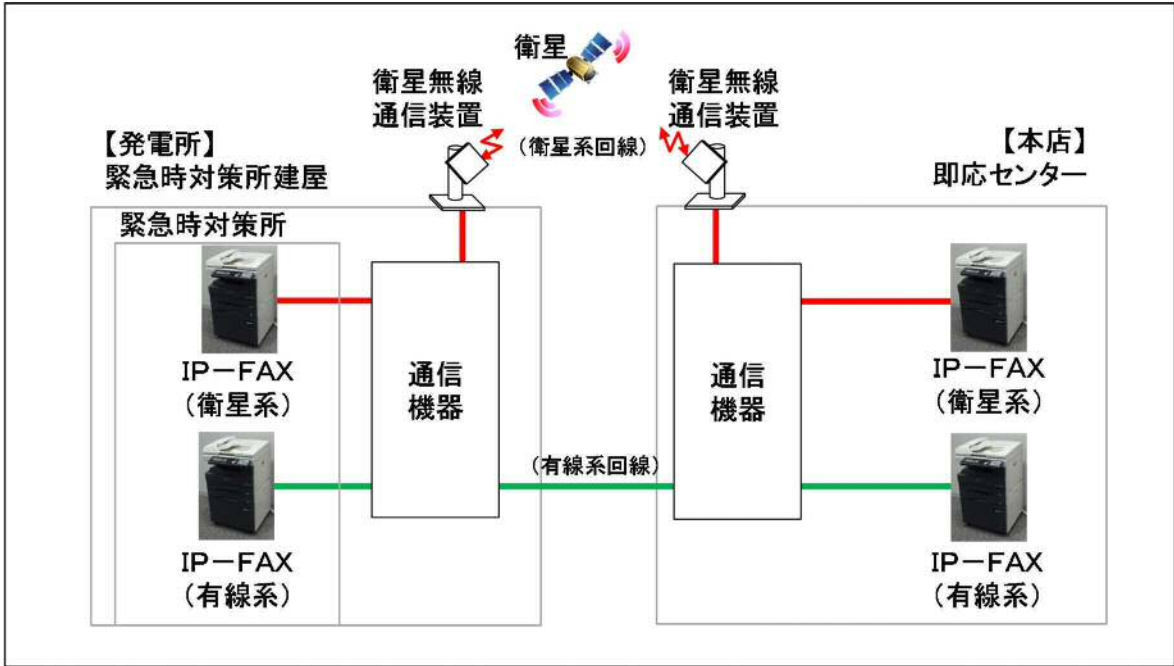 衛星
衛星無線
通信装置
衛星無線
通信装置
(衛星系回線)
【発電所】
緊急時対策所建屋
【本店】
即応センター
緊急時対策所
IP－FAX
(衛星系)
通信
機器
通信
機器
IP－FAX
(衛星系)
(有線系回線)
IP－FAX
(有線系)
IP－FAX
(有線系)